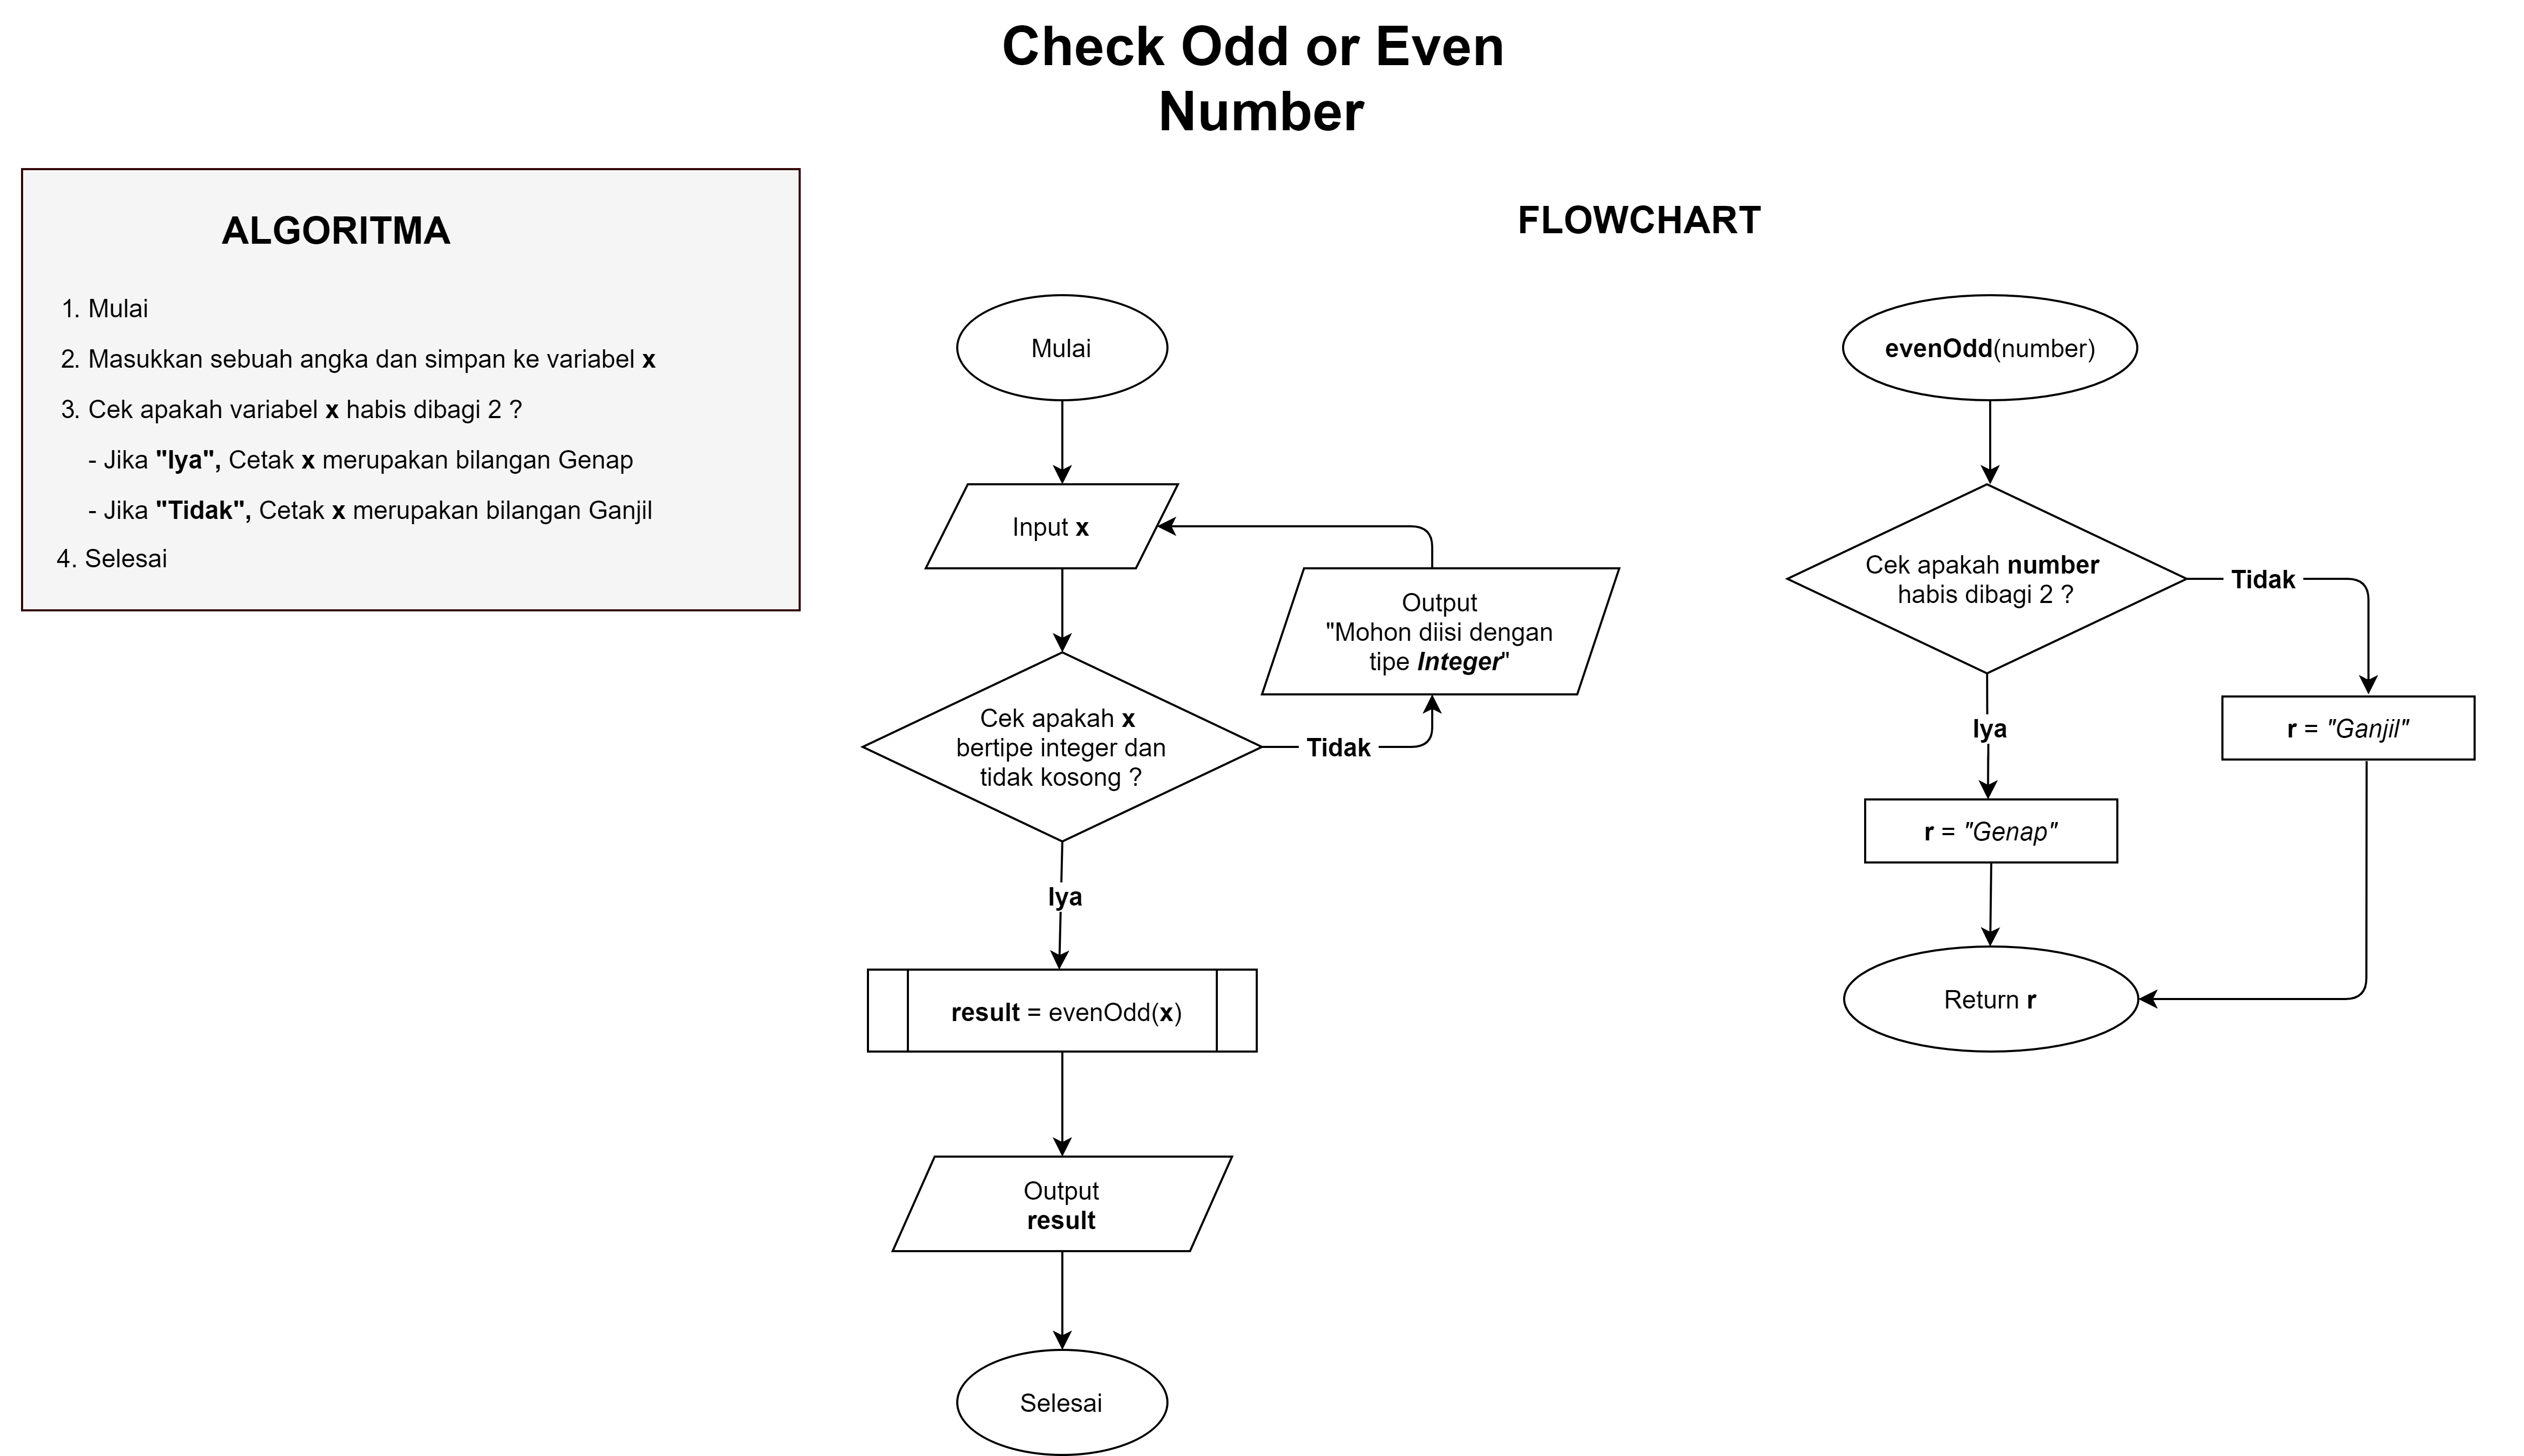 Check Odd or Even
Number
ALGORITMA
1. Mulai
2. Masukkan sebuah angka dan simpan ke variabel x
3. Cek apakah variabel x habis dibagi 2 ?
- Jika "Iya", Cetak x merupakan bilangan Genap
- Jika "Tidak", Cetak x merupakan bilangan Ganjil
4. Selesai
FLOWCHART
Mulai
Input x
Output
"Mohon diisi dengan
tipe Integer"
Cek apakah x
bertipe integer dan
tidak kosong ?
Tidak
Iya
result = evenOdd(x)
Output
result
Selesai
evenOdd(number)
Cek apakah number
habis dibagi 2 ?
Tidak
Iya
r = "Ganjil"
r = "Genap"
Return r